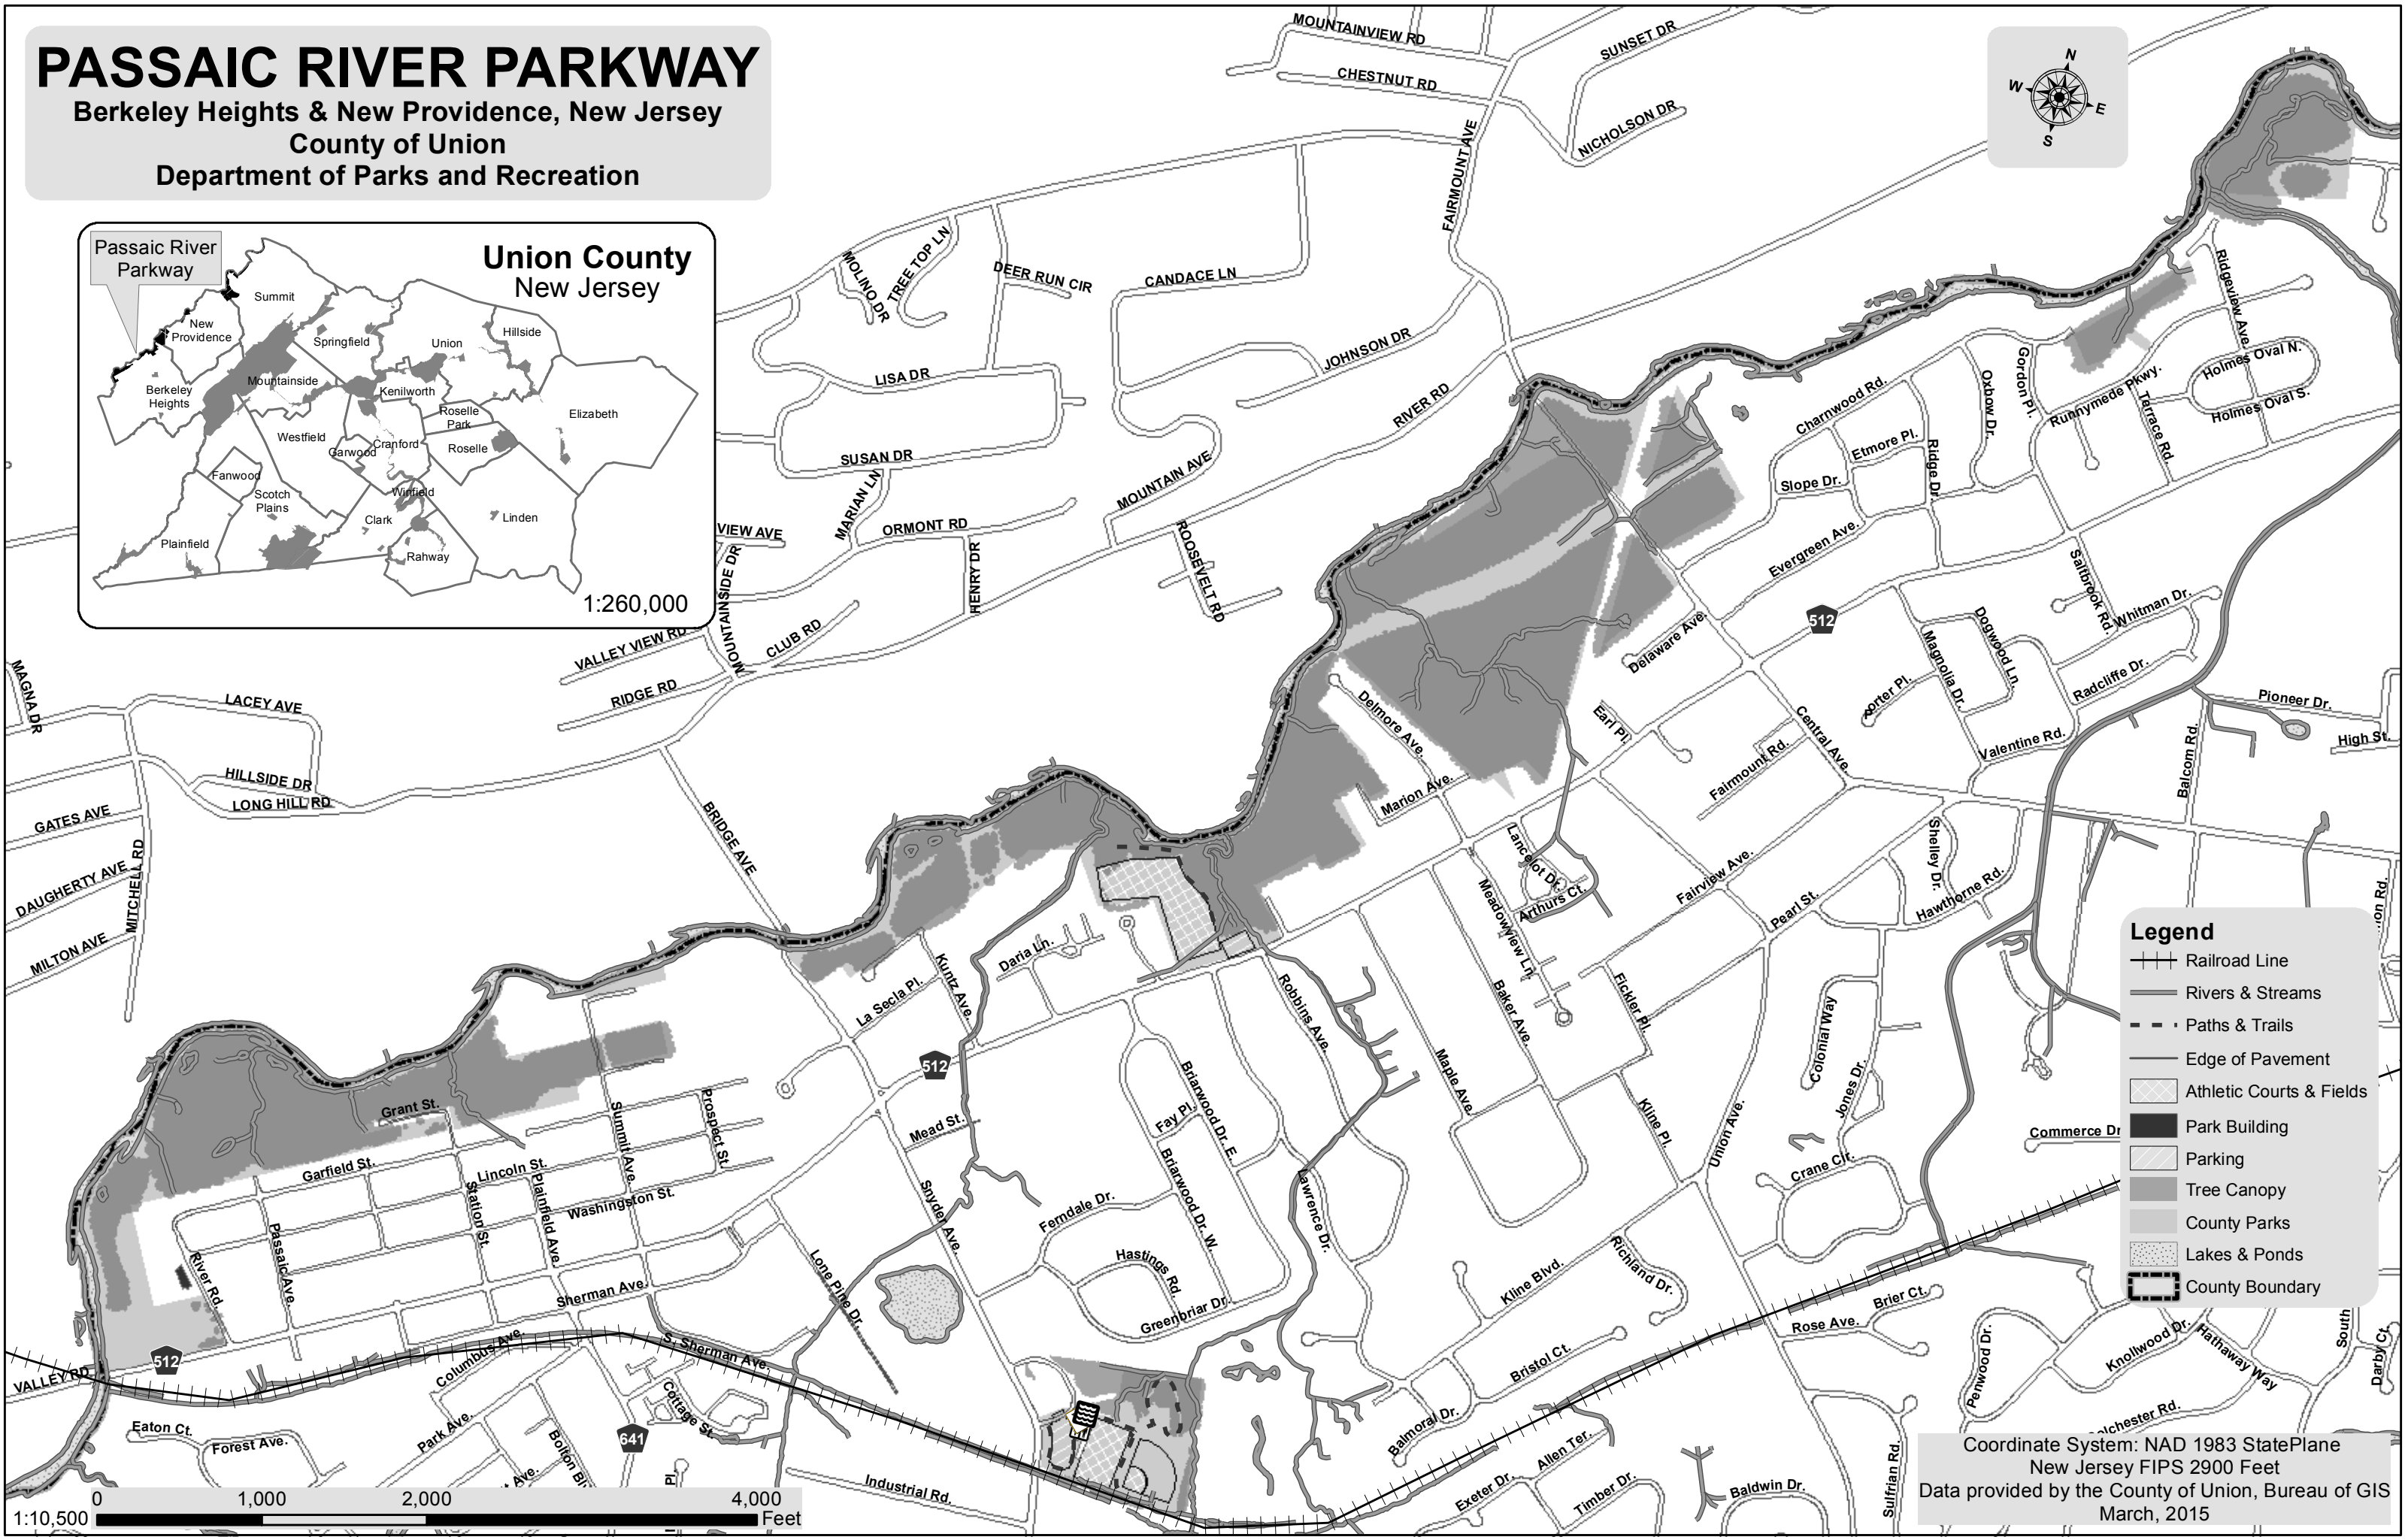 PASSAIC RIVER PARKWAY
Berkeley Heights & New Providence, New Jersey
County of Union
Department of Parks and Recreation
N
W
E
S
Passaic River
Parkway
Union County
New Jersey
Summit
New
Providence
Springfield
Union
Hillside
Berkeley
Heights
Mountainside
Kenilworth
Roselle
Park
Elizabeth
Westfield
Garwood
Cranford
Roselle
Fanwood
Scotch
Plains
Winfield
Clark
Linden
Plainfield
Rahway
1:260,000
MOUNTAINVIEW RD
SUNSET DR
CHESTNUT RD
NICHOLSON DR
FAIRMOUNT AVE
MOLINO DR
TREE TOP LN
DEER RUN CIR
CANDACE LN
JOHNSON DR
LISA DR
RIVER RD
SUSAN DR
MARIAN LN
MOUNTAIN AVE
VIEW AVE
ORMONT RD
MOUNTAINSIDE DR
HENRY DR
ROOSEVELT RD
CLUB RD
VALLEY VIEW RD
RIDGE RD
MAGNA DR
LACEY AVE
HILLSIDE DR
LONG HILL RD
GATES AVE
DAUGHERTY AVE
MITCHELL RD
MILTON AVE
BRIDGE AVE
Ridgeview Ave.
Holmes Oval N.
Holmes Oval S.
Gordon Pl.
Oxbow Dr.
Runnymede Pkwy.
Terrace Rd.
Charnwood Rd.
Etmore Pl.
Ridge Dr.
Slope Dr.
Evergreen Ave.
Saltbrook Rd.
Whitman Dr.
512
Delaware Ave.
Magnolia Dr.
Dogwood Ln.
Radcliffe Dr.
Porter Pl.
Valentine Rd.
Pioneer Dr.
High St.
Balcom Rd.
Delmore Ave.
Earl Pl.
Central Ave.
Fairmount Rd.
Marion Ave.
Lancelot Dr.
Arthurs Ct.
Meadowview Ln.
Fairview Ave.
Pearl St.
Shelley Dr.
Hawthorne Rd.
Daria Ln.
La Secla Pl.
Kuntz Ave.
Robbins Ave.
Baker Ave.
Fickler Pl.
Colonial Way
Jones Dr.
512
Maple Ave.
Kline Pl.
Union Ave.
Commerce Dr
Crane Cir.
Grant St.
Garfield St.
Lincoln St.
Summit Ave.
Prospect St.
Mead St.
Briarwood Dr. E.
Fay Pl.
Briarwood Dr. W.
Station St.
Plainfield Ave.
Washingston St.
Snyder Ave.
Ferndale Dr.
Hastings Rd.
Lawrence Dr.
Greenbriar Dr.
Passaic Ave.
River Rd.
Sherman Ave.
Lone Pine Dr.
Kline Blvd.
Richland Dr.
Rose Ave.
Brier Ct.
Penwood Dr.
Knollwood Dr.
Hathaway Way
South
Darby Ct.
512
VALLEY RD
Columbus Ave.
S. Sherman Ave.
Cottage St.
Eaton Ct.
Forest Ave.
Park Ave.
641
Pl.
Industrial Rd.
Balmoral Dr.
Bristol Ct.
Allen Ter.
Exeter Dr.
Timber Dr.
Baldwin Dr.
Sulfrian Rd.
Legend
Railroad Line
Rivers & Streams
Paths & Trails
Edge of Pavement
Athletic Courts & Fields
Park Building
Parking
Tree Canopy
County Parks
Lakes & Ponds
County Boundary
0 1,000 2,000 4,000
1:10,500 Feet
Coordinate System: NAD 1983 StatePlane
New Jersey FIPS 2900 Feet
Data provided by the County of Union, Bureau of GIS
March, 2015